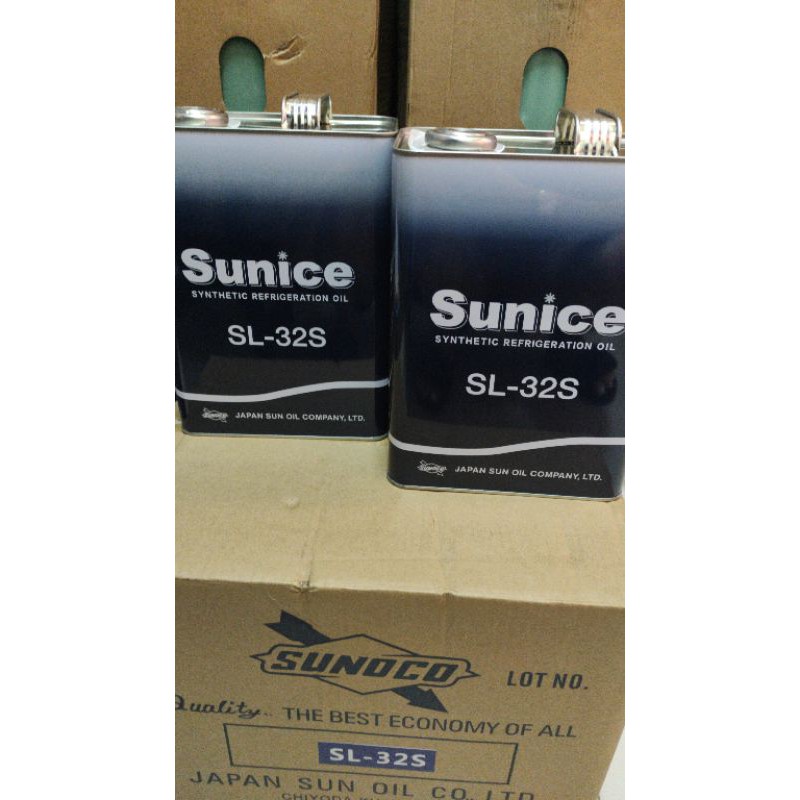 Sunice
SYNTHETIC REFRIGERATION OIL
SL-32S
SUNOCO JAPAN SUN OIL COMPANY, LTD.
Sunice
SYNTHETIC REFRIGERATION OIL
SL-32S
SUNOCO JAPAN SUN OIL COMPANY, LTD.
SUNOCO
LOT NO.
Quality.. THE BEST ECONOMY OF ALL
SL-32S
JAPAN SUN OIL CO., LTD